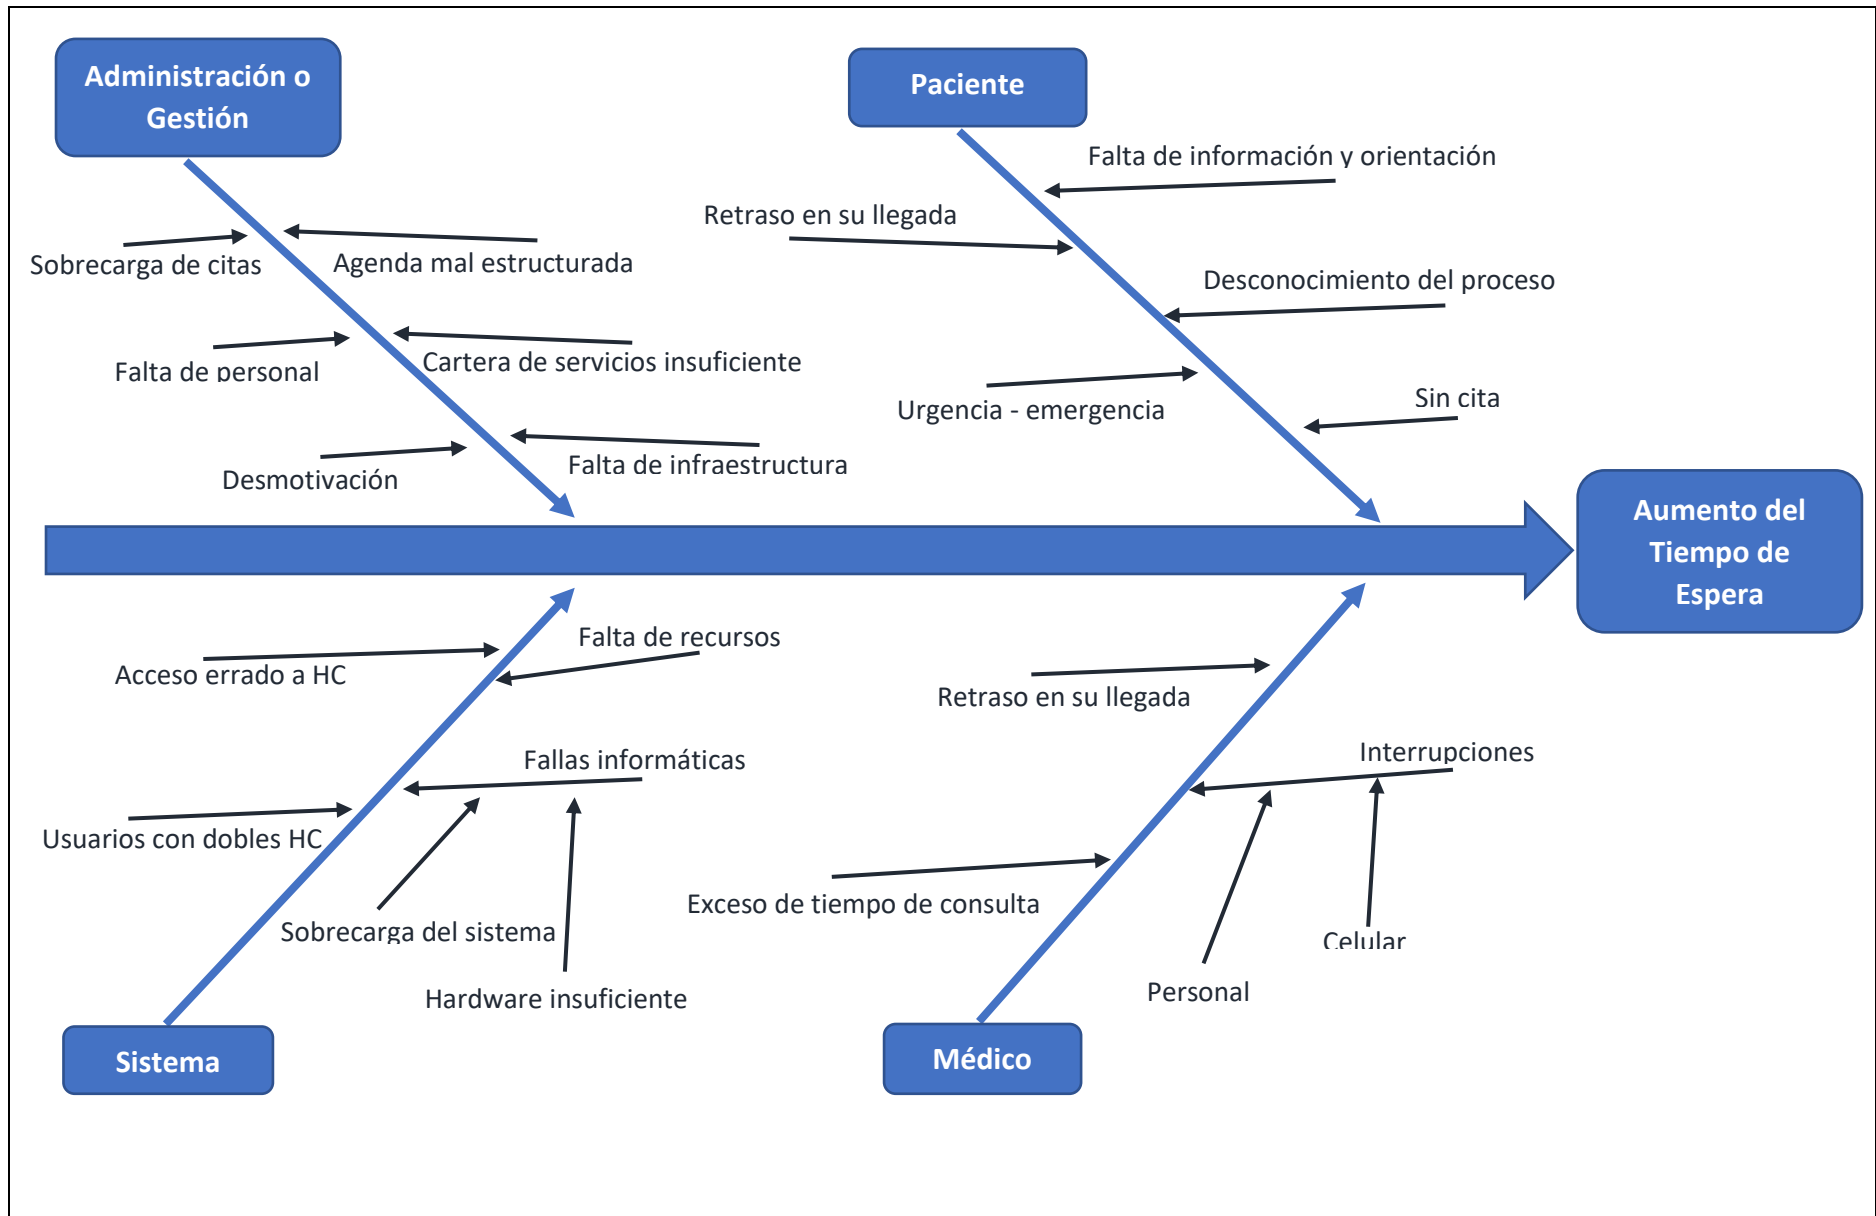 Administración o
Gestión
Paciente
Falta de información y orientación
Retraso en su llegada
Sobrecarga de citas
Agenda mal estructurada
Desconocimiento del proceso
Falta de personal
Cartera de servicios insuficiente
Urgencia - emergencia
Sin cita
Desmotivación
Falta de infraestructura
Aumento del
Tiempo de
Espera
Acceso errado a HC
Falta de recursos
Retraso en su llegada
Fallas informáticas
Interrupciones
Usuarios con dobles HC
Exceso de tiempo de consulta
Sobrecarga del sistema
Celular
Hardware insuficiente
Personal
Sistema
Médico